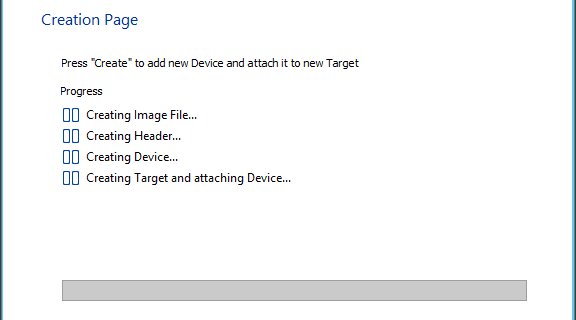 Creation Page
Press "Create" to add new Device and attach it to new Target
Progress
Creating Image File...
Creating Header...
Creating Device...
Creating Target and attaching Device...